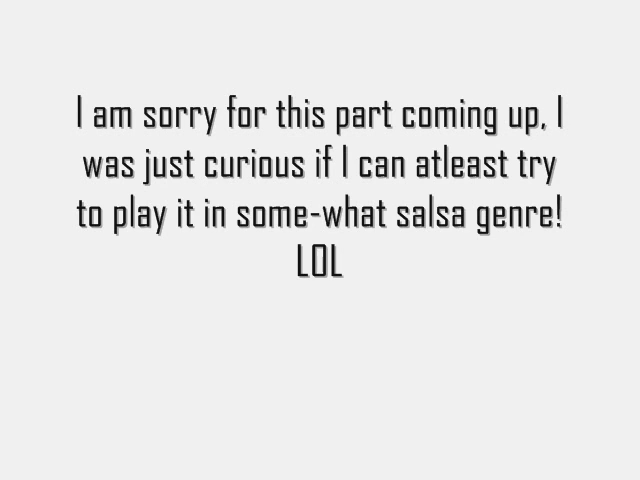 I am sorry for this part coming up, I
was just curious if I can atleast try
to play it in some-what salsa genre!
LOL